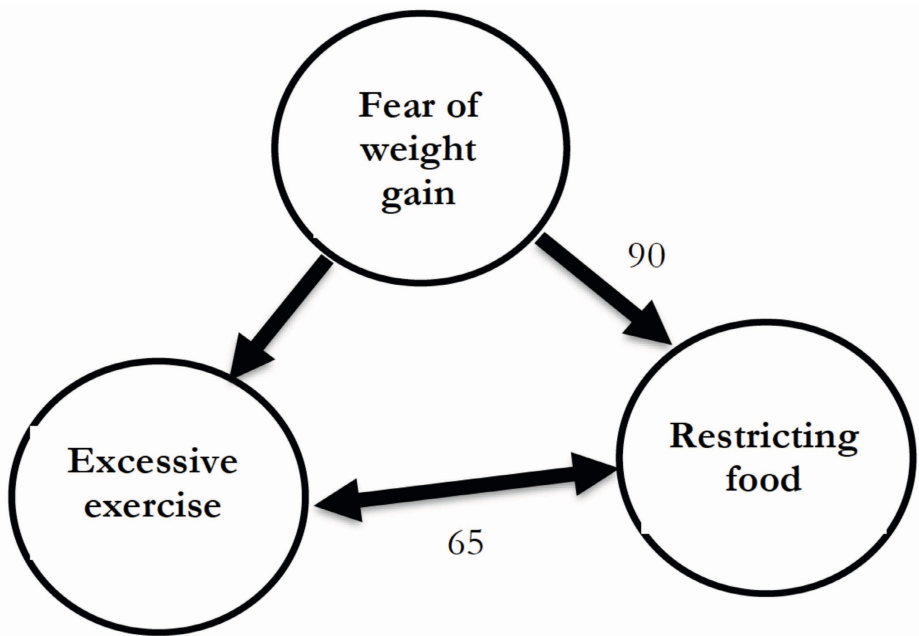 Fear of
weight
gain
90
Excessive
exercise
Restricting
food
65